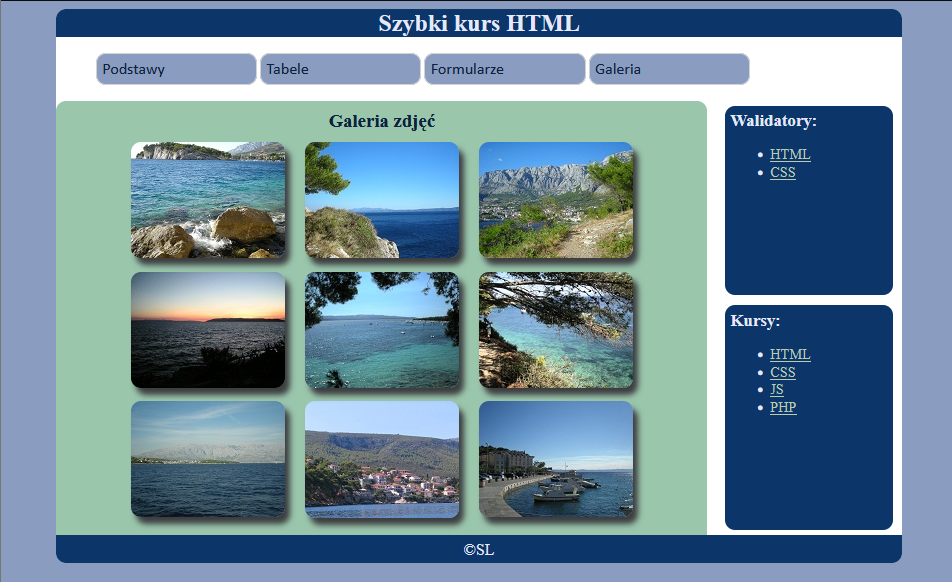 Szybki kurs HTML
Podstawy
Tabele
Formularze
Galeria
Galeria zdjęć
Walidatory:
HTML
CSS
Kursy:
HTML
CSS
JS
PHP
©SL